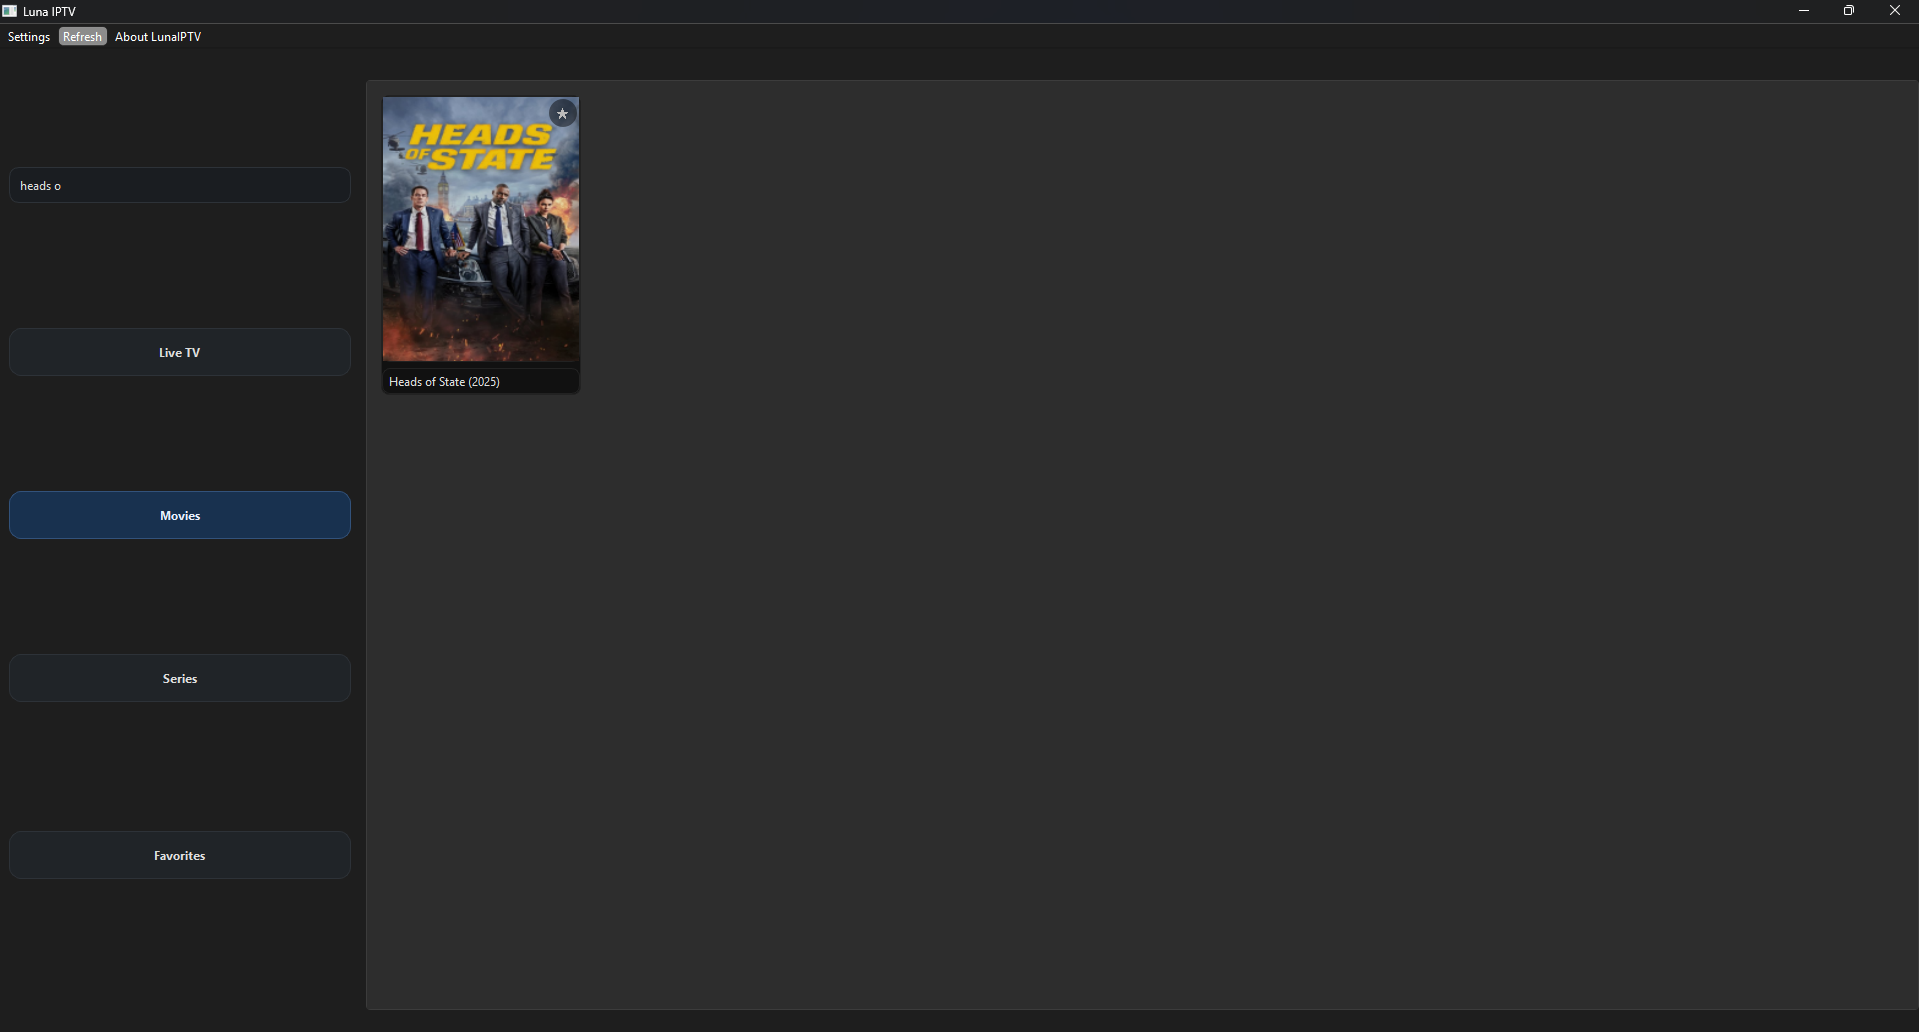 Luna IPTV
Settings Refresh About LunaIPTV
heads o
Live TV
Movies
Series
Favorites
HEADS
OF STATE
Heads of State (2025)